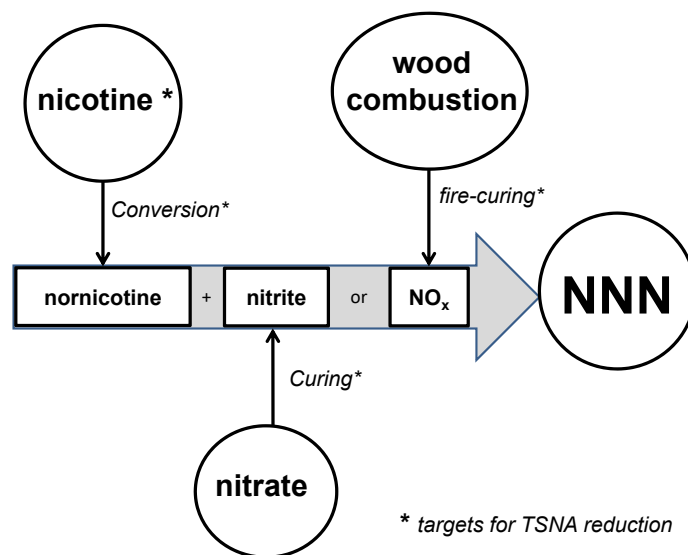 nicotine *
wood
combustion
Conversion*
fire-curing*
nornicotine + nitrite or NOx
NNN
Curing*
nitrate
* targets for TSNA reduction